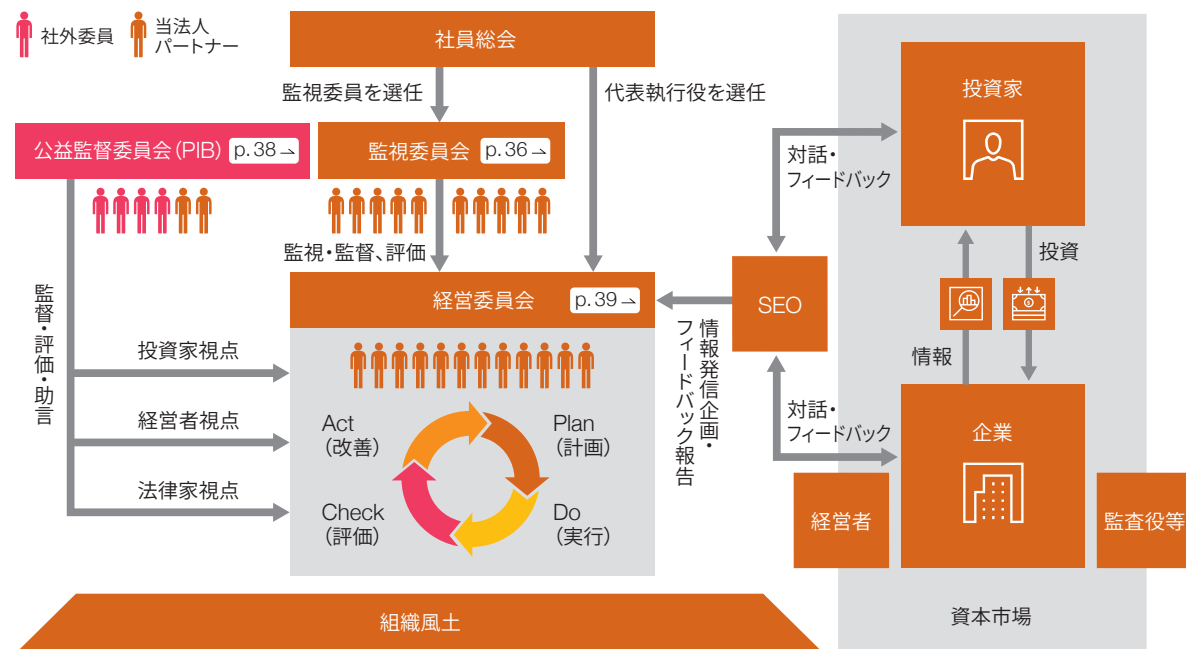 社外委員
当法人
パートナー
社員総会
監視委員を選任
代表執行役を選任
公益監督委員会(PIB) p.38→
監視委員会 p.36→
監視・監督、評価
経営委員会 p.39→
監督・評価・助言
投資家視点
経営者視点
法律家視点
Act
(改善)
Plan
(計画)
Check
(評価)
Do
(実行)
情報発信企画・
フィードバック報告
SEO
対話・
フィードバック
対話・
フィードバック
投資家
投資
情報
企業
経営者
監査役等
資本市場
組織風土